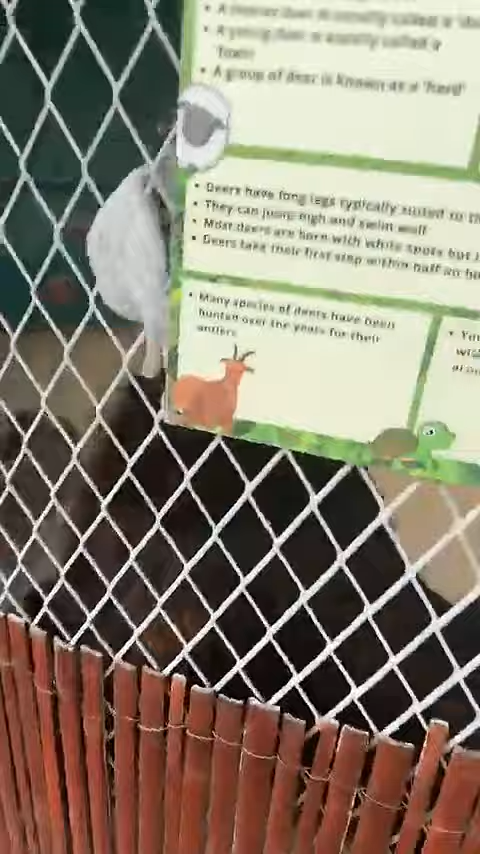 • A young deer is usually called a
'fawn'
• A group of deer is known as a 'herd'
• Deers have long legs typically suited to
• They can jump high and swim well
• Most deers are born with white spots but
• Deers take their first step within half an
• Many species of deers have been
hunted over the years for their
antlers